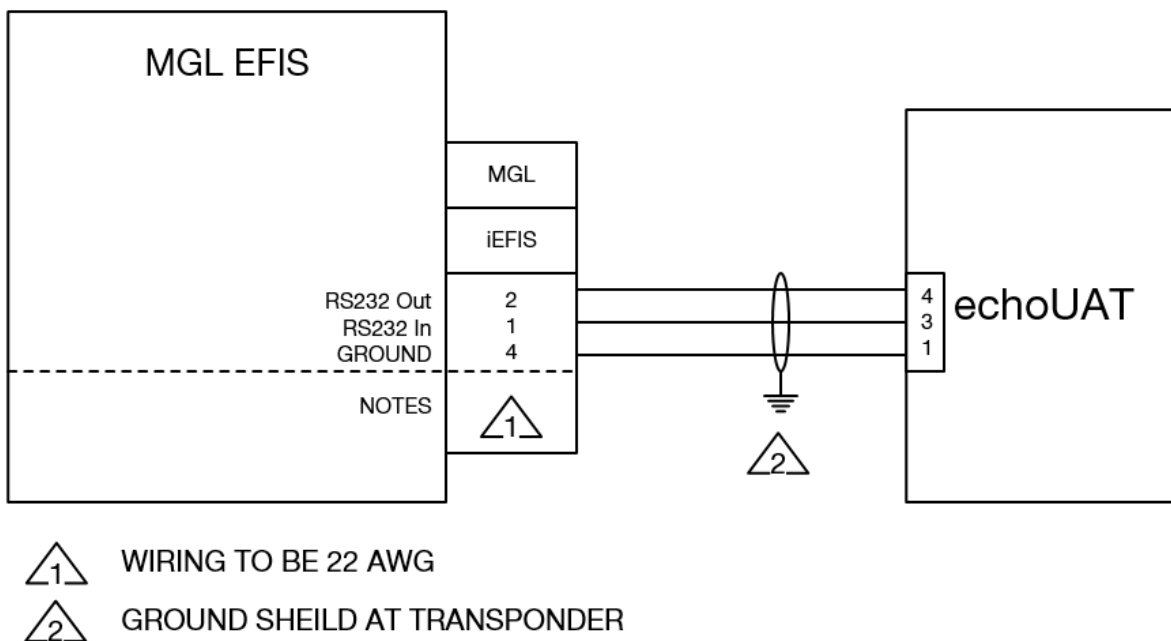 MGL EFIS
MGL
iEFIS
RS232 Out 2 4
RS232 In 1 3
GROUND 4 1
echoUAT
NOTES 1
2
1 WIRING TO BE 22 AWG
2 GROUND SHEILD AT TRANSPONDER